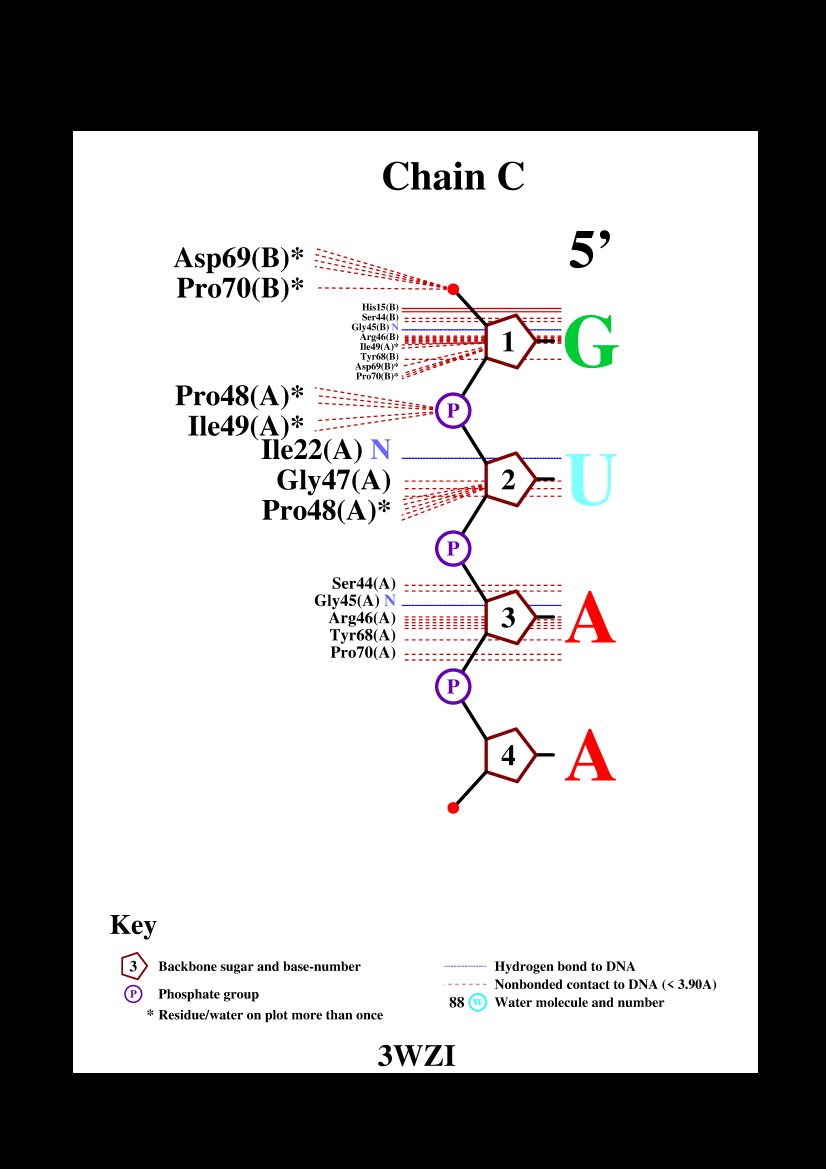 Chain C
5’
Asp69(B)*
Pro70(B)*
His15(B)
Ser44(B)
Gly45(B) N
Arg46(B)
Ile49(A)*
Tyr68(B)
Asp69(B)*
Pro70(B)*
1 G
Pro48(A)*
Ile49(A)*
P
Ile22(A) N
Gly47(A)
Pro48(A)*
2 U
P
Ser44(A)
Gly45(A) N
Arg46(A)
Tyr68(A)
Pro70(A)
3 A
P
4 A
Key
3 Backbone sugar and base-number
P Phosphate group
* Residue/water on plot more than once
Hydrogen bond to DNA
Nonbonded contact to DNA (< 3.90A)
88 W Water molecule and number
3WZI